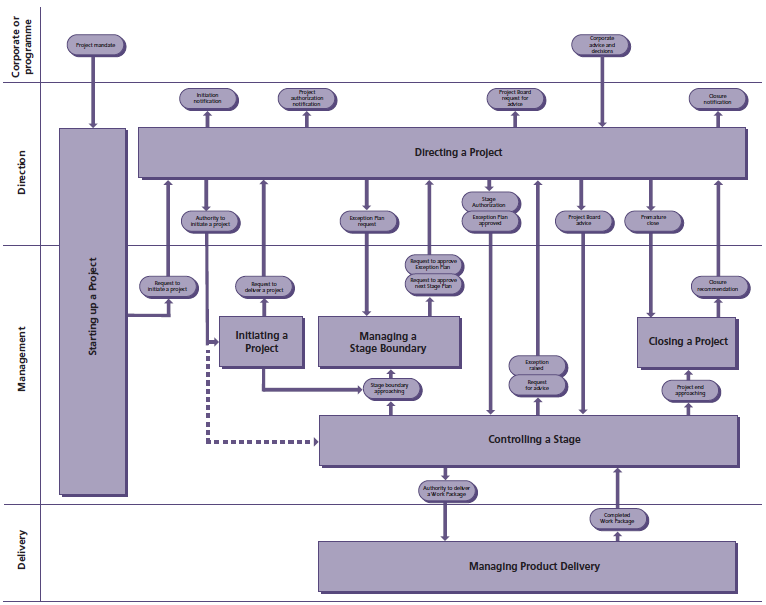 Corporate or
programme
Project mandate
Corporate
advice and
decisions
Direction
Initiation
notification
Project
authorization
notification
Project Board
request for
advice
Closure
notification
Directing a Project
Authority to
initiate a project
Exception Plan
request
Stage
Authorization
Exception Plan
approved
Project Board
advice
Premature
close
Starting up a Project
Management
Request to
initiate a project
Request to
deliver a project
Request to approve
Exception Plan
Request to approve
next Stage Plan
Closure
recommendation
Initiating a
Project
Managing a
Stage Boundary
Closing a Project
Exception
raised
Request
for advice
Stage boundary
approaching
Project end
approaching
Controlling a Stage
Authority to deliver
a Work Package
Completed
Work Package
Delivery
Managing Product Delivery